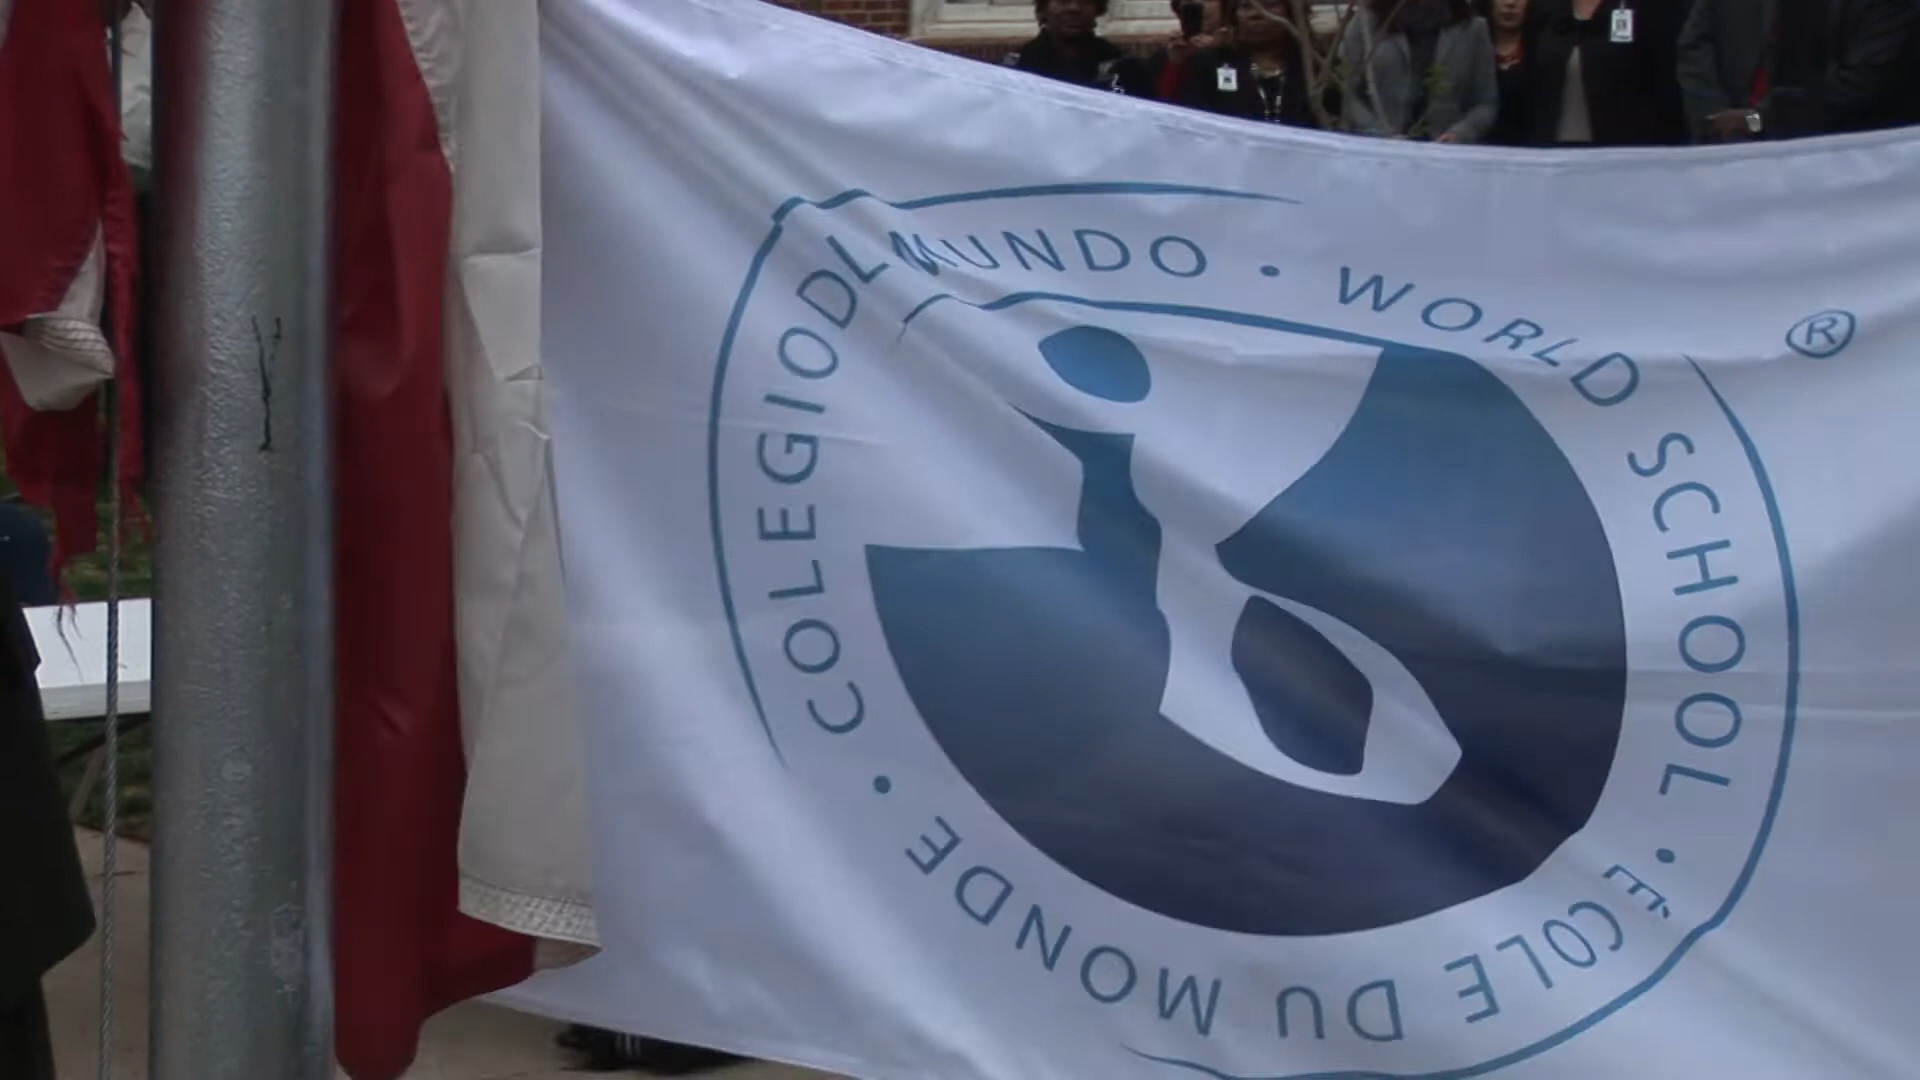 COLEGIO DL MUNDO • WORLD SCHOOL • ÉCOLE DU MONDE •
®